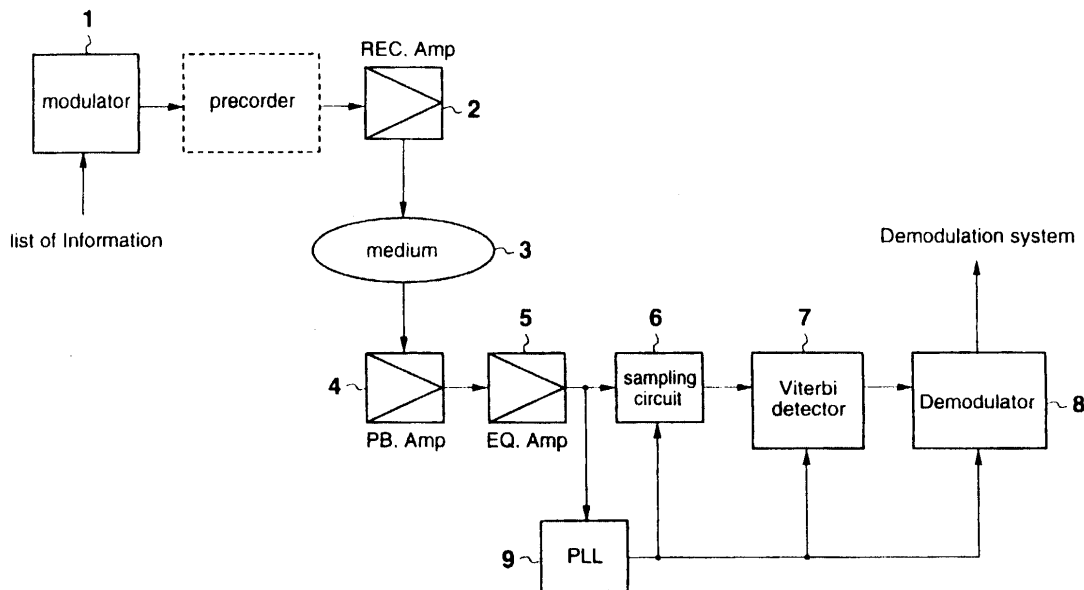 1
REC. Amp
modulator
precorder
2
list of Information
medium
3
Demodulation system
5
6
7
4
sampling
circuit
Viterbi
detector
Demodulator
8
PB. Amp
EQ. Amp
9
PLL